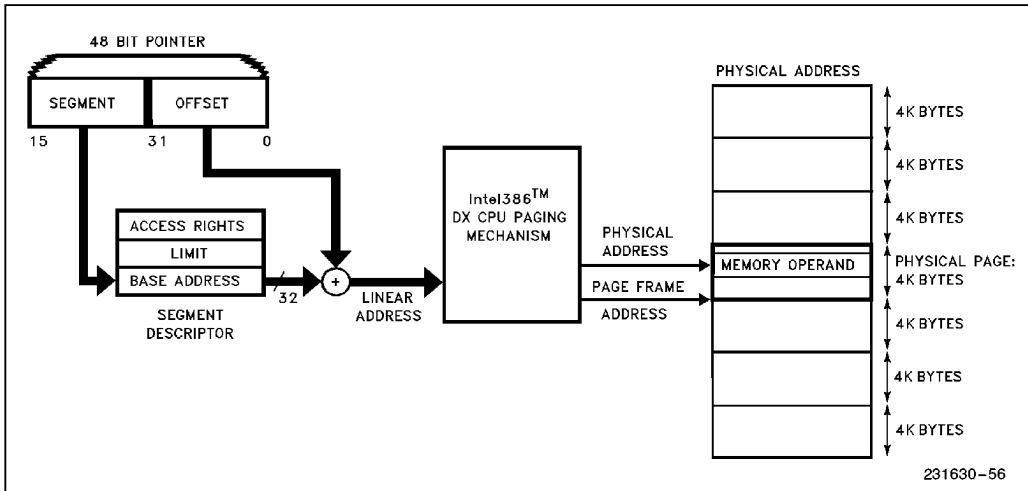 48 BIT POINTER
SEGMENT
OFFSET
15
31
0
ACCESS RIGHTS
LIMIT
BASE ADDRESS
SEGMENT
DESCRIPTOR
32
+
LINEAR
ADDRESS
Intel386™
DX CPU PAGING
MECHANISM
PHYSICAL
ADDRESS
PAGE FRAME
ADDRESS
PHYSICAL ADDRESS
4K BYTES
4K BYTES
4K BYTES
MEMORY OPERAND
PHYSICAL PAGE:
4K BYTES
4K BYTES
4K BYTES
4K BYTES
231630-56